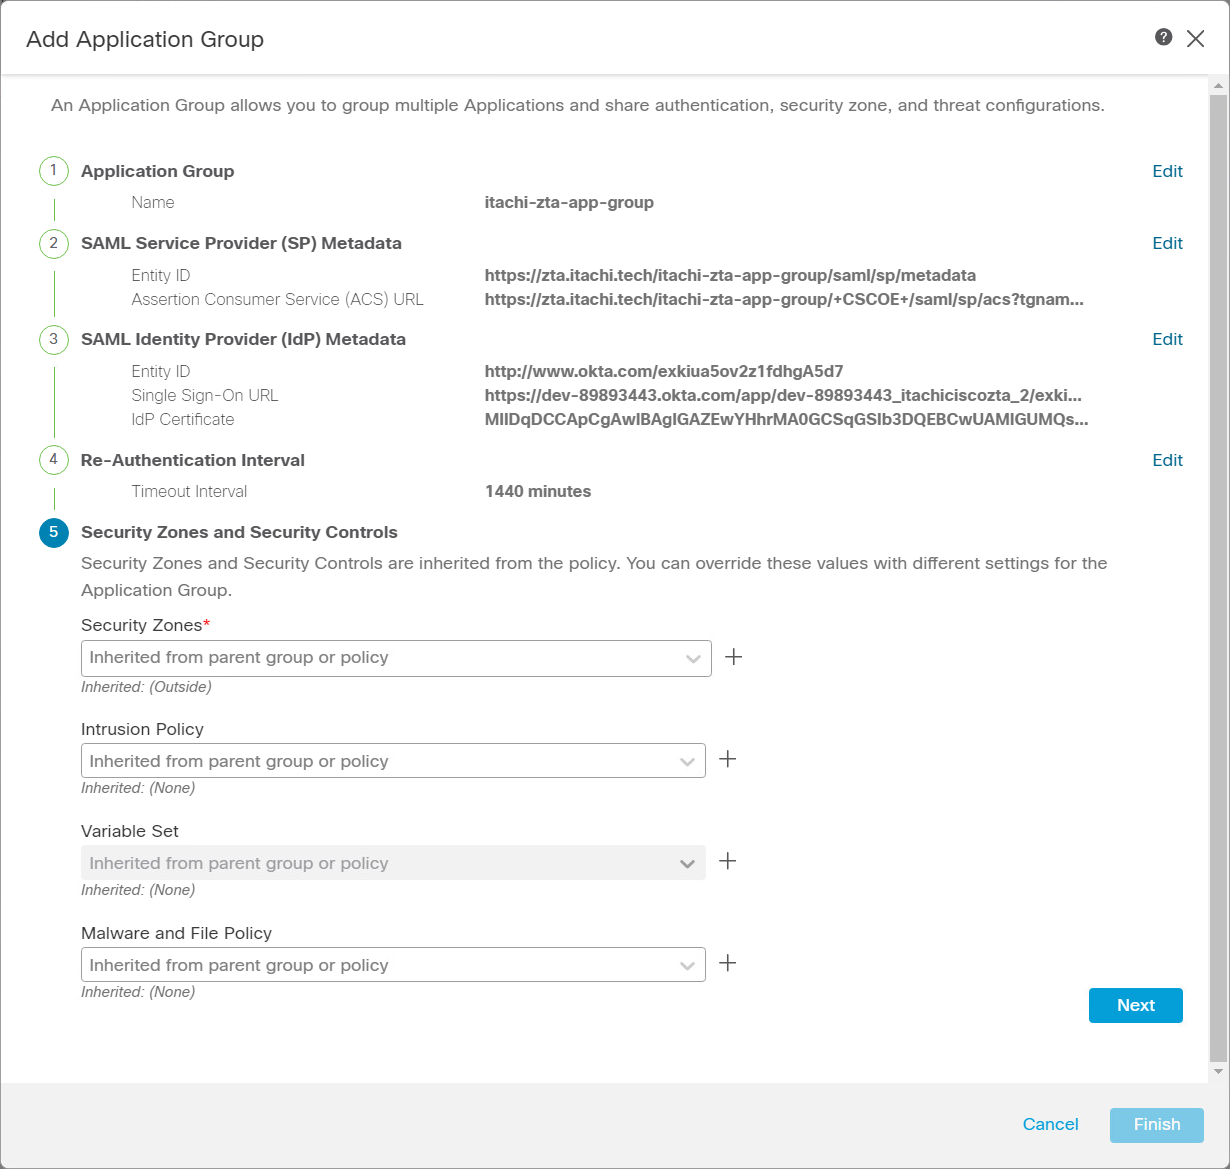 Add Application Group
?
An Application Group allows you to group multiple Applications and share authentication, security zone, and threat configurations.
1 Application Group Edit
Name itachi-zta-app-group
2 SAML Service Provider (SP) Metadata Edit
Entity ID https://zta.itachi.tech/itachi-zta-app-group/saml/sp/metadata
Assertion Consumer Service (ACS) URL https://zta.itachi.tech/itachi-zta-app-group/+CSCOE+/saml/sp/acs?tgnam...
3 SAML Identity Provider (IdP) Metadata Edit
Entity ID http://www.okta.com/exkiua5ov2z1fdhgA5d7
Single Sign-On URL https://dev-89893443.okta.com/app/dev-89893443_itachiciscozta_2/exki...
IdP Certificate MIIDqDCCApCgAwIBAgIGAZEwYHhrMA0GCSqGSIb3DQEBCwUAMIGUMQs...
4 Re-Authentication Interval Edit
Timeout Interval 1440 minutes
5 Security Zones and Security Controls
Security Zones and Security Controls are inherited from the policy. You can override these values with different settings for the
Application Group.
Security Zones*
Inherited from parent group or policy
Inherited: (Outside)
Intrusion Policy
Inherited from parent group or policy
Inherited: (None)
Variable Set
Inherited from parent group or policy
Inherited: (None)
Malware and File Policy
Inherited from parent group or policy
Inherited: (None)
Next
Cancel Finish